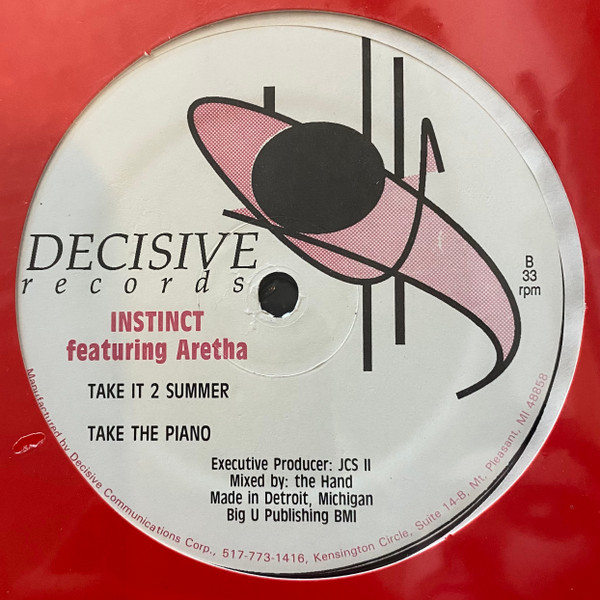 DECISIVE
records
B
33
rpm
INSTINCT
featuring Aretha
TAKE IT 2 SUMMER
TAKE THE PIANO
Executive Producer: JCS II
Mixed by: the Hand
Made in Detroit, Michigan
Big U Publishing BMI
Manufactured by Decisive Communications Corp., 517-773-1416, Kensington Circle, Suite 14-B, Mt. Pleasant, MI 48858